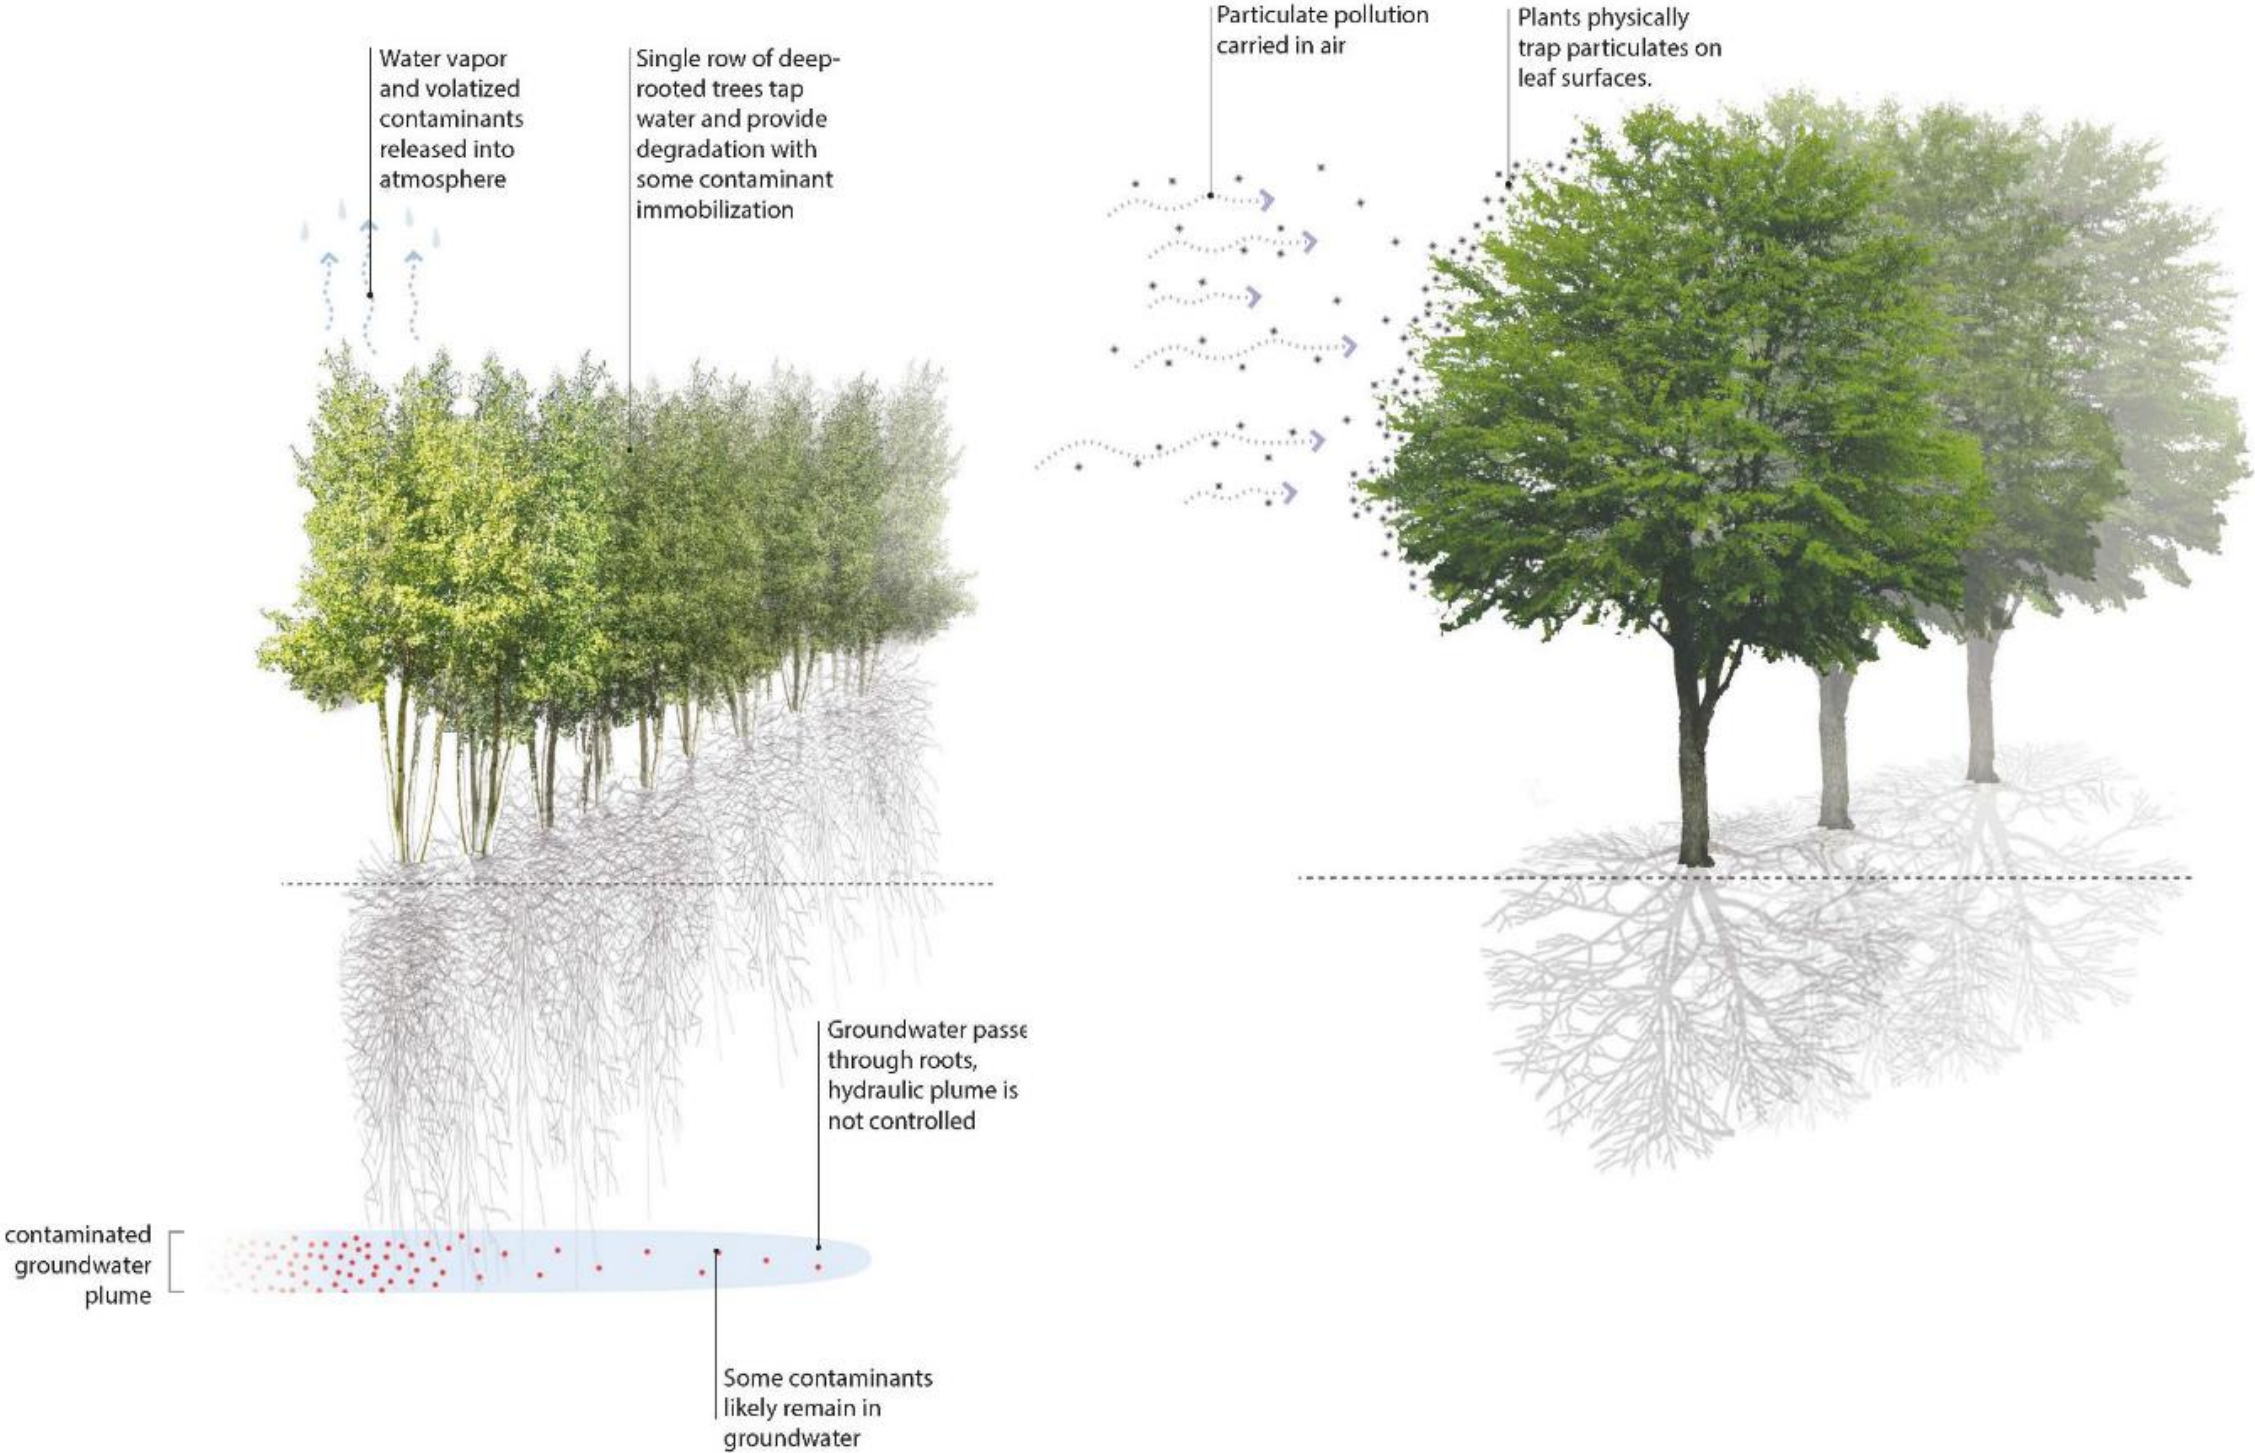 Water vapor
and volatized
contaminants
released into
atmosphere
Single row of deep-
rooted trees tap
water and provide
degradation with
some contaminant
immobilization
Particulate pollution
carried in air
Plants physically
trap particulates on
leaf surfaces.
Groundwater passe
through roots,
hydraulic plume is
not controlled
contaminated
groundwater
plume
Some contaminants
likely remain in
groundwater